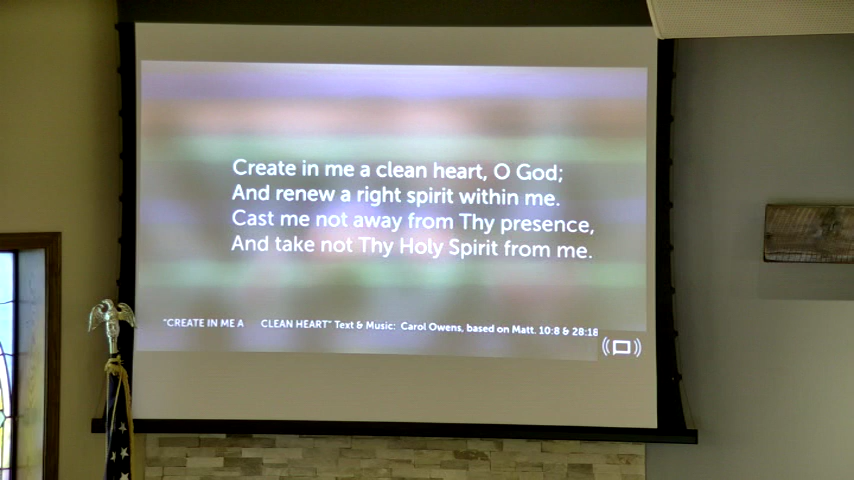 Create in me a clean heart, O God;
And renew a right spirit within me.
Cast me not away from Thy presence,
And take not Thy Holy Spirit from me.
"CREATE IN ME A CLEAN HEART" Text & Music: Carol Owens, based on Matt. 10:8 & 28:18